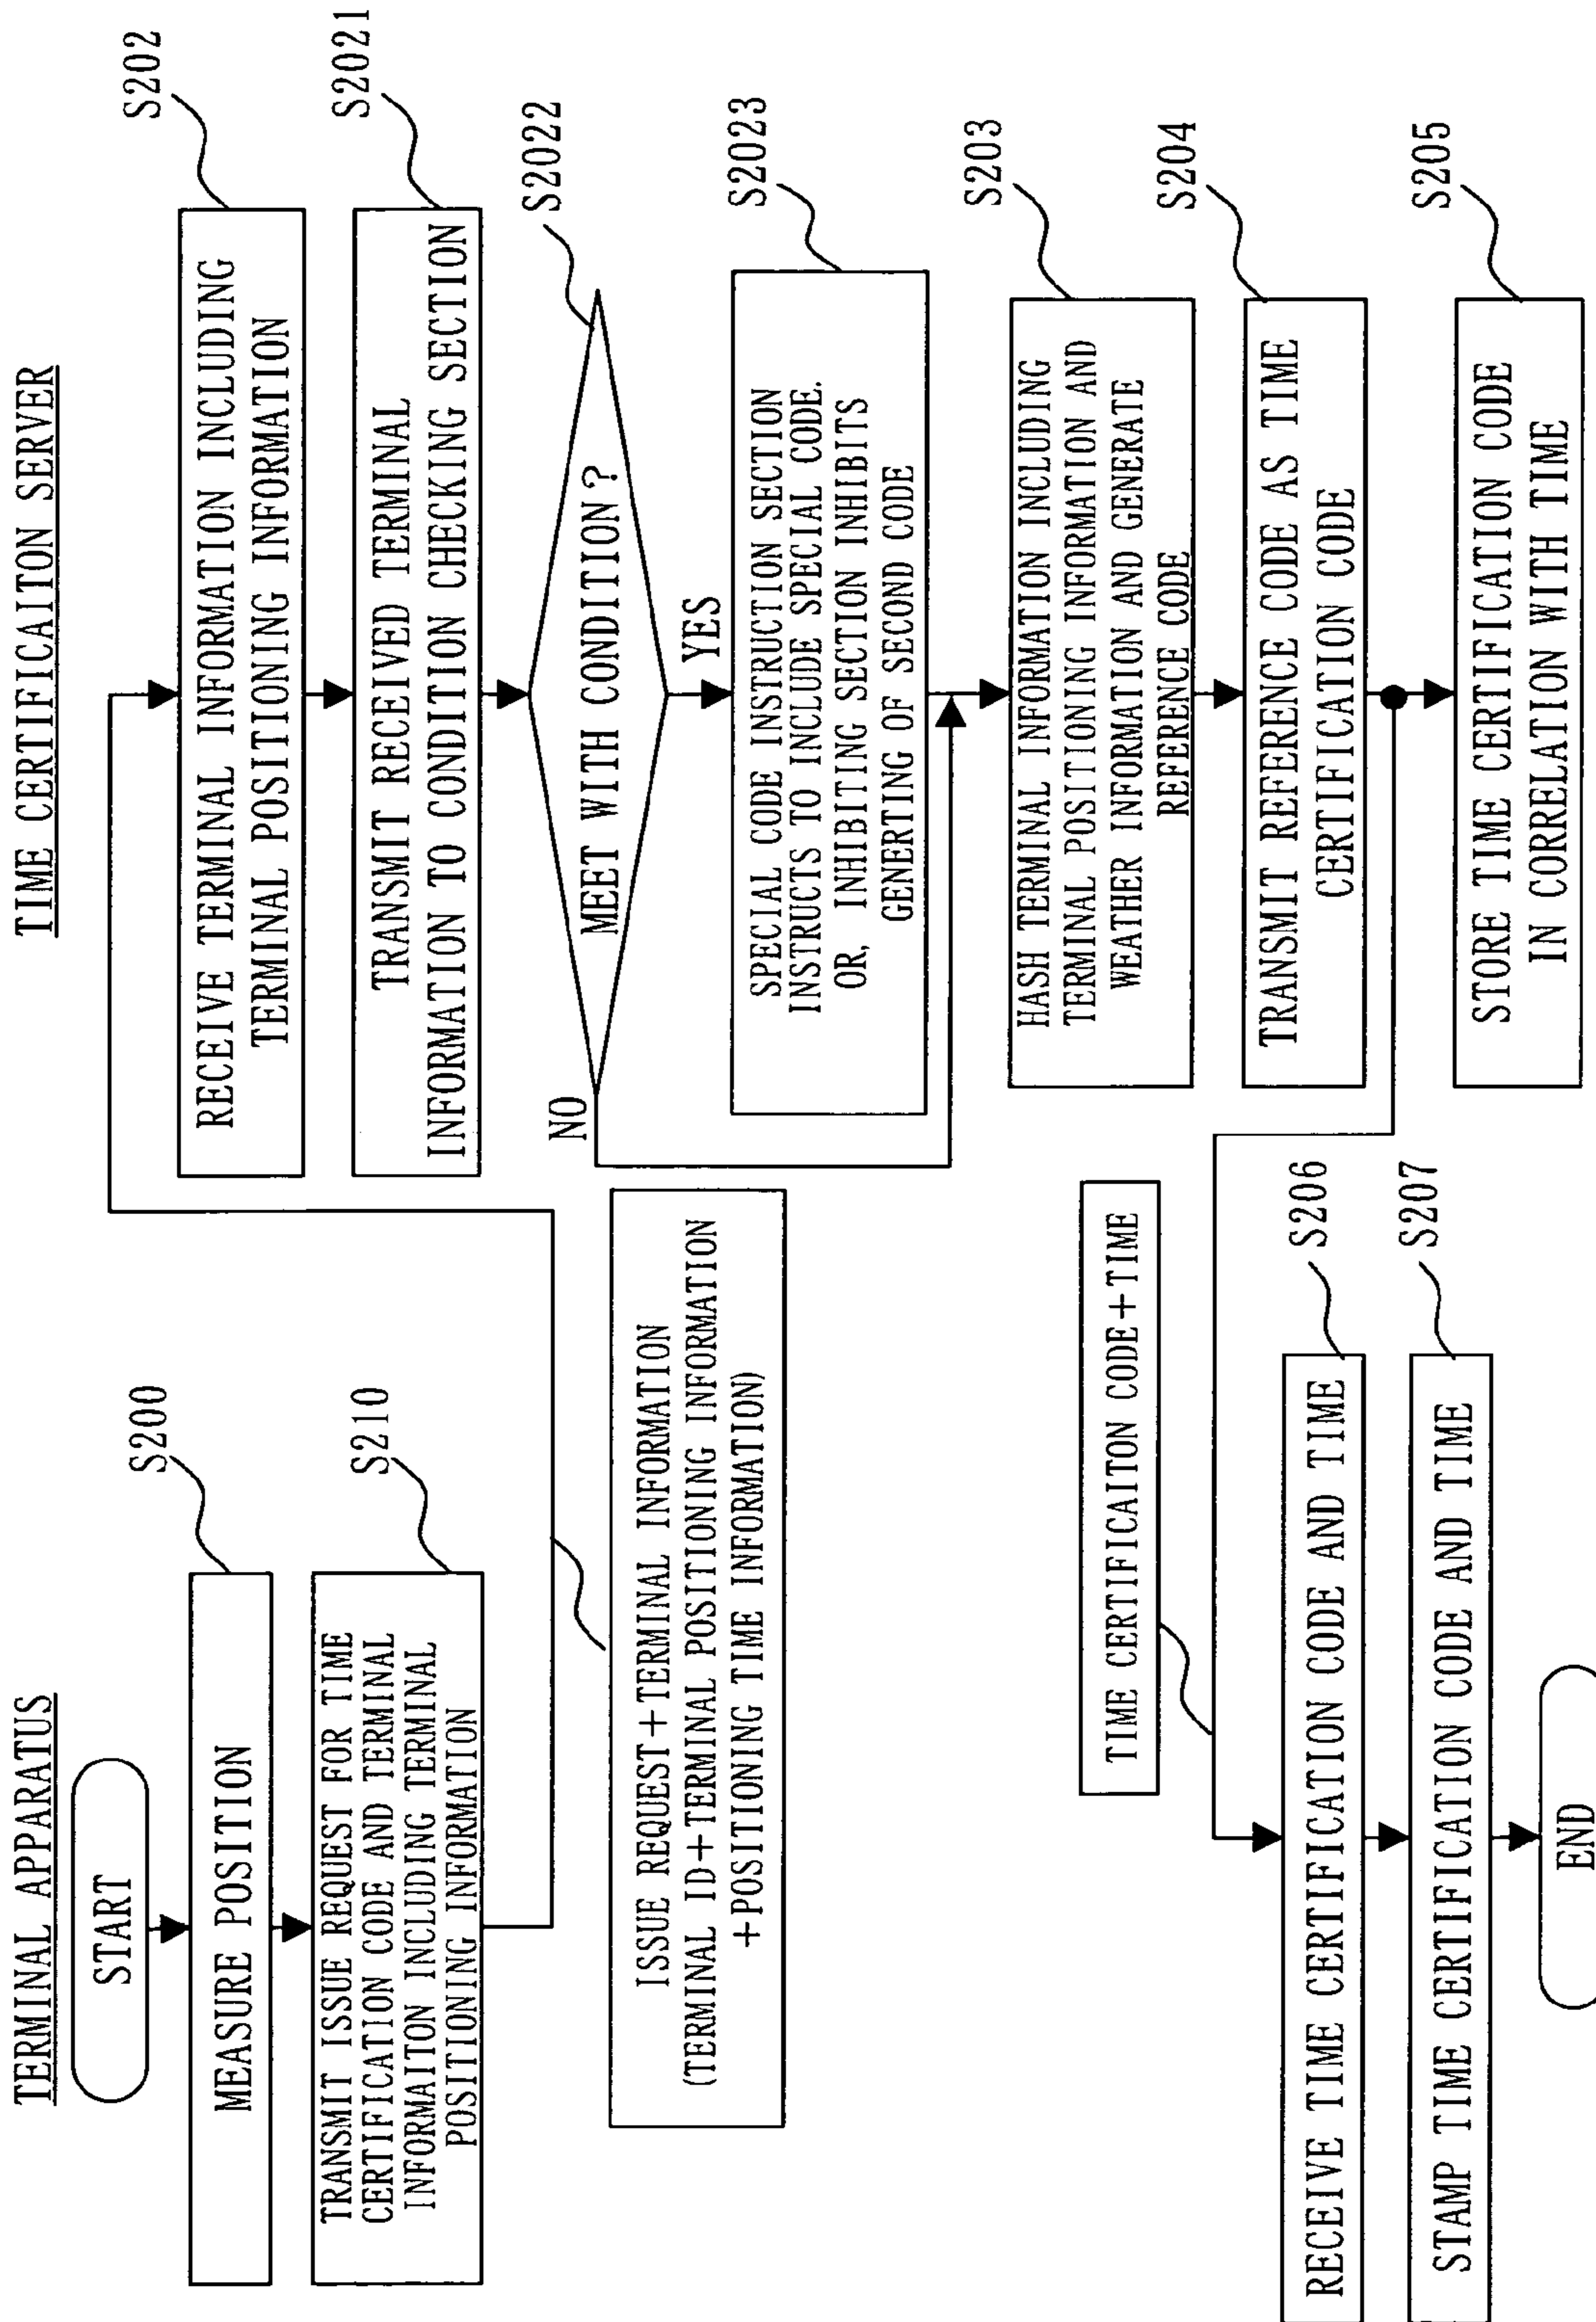 TERMINAL APPARATUS
START
MEASURE POSITION
S200
TRANSMIT ISSUE REQUEST FOR TIME
CERTIFICATION CODE AND TERMINAL
INFORMAITON INCLUDING TERMINAL
POSITIONING INFORMATION
S210
ISSUE REQUEST+TERMINAL INFORMATION
(TERMINAL ID+TERMINAL POSITIONING INFORMATION
+POSITIONING TIME INFORMATION)
TIME CERTIFICAITON SERVER
RECEIVE TERMINAL INFORMATION INCLUDING
TERMINAL POSITIONING INFORMATION
S202
TRANSMIT RECEIVED TERMINAL
INFORMATION TO CONDITION CHECKING SECTION
S2021
MEET WITH CONDITION?
S2022
NO
YES
SPECIAL CODE INSTRUCTION SECTION
INSTRUCTS TO INCLUDE SPECIAL CODE.
OR, INHIBITING SECTION INHIBITS
GENERTING OF SECOND CODE
S2023
HASH TERMINAL INFORMATION INCLUDING
TERMINAL POSITIONING INFORMATION AND
WEATHER INFORMATION AND GENERATE
REFERENCE CODE
S203
TRANSMIT REFERENCE CODE AS TIME
CERTIFICATION CODE
S204
STORE TIME CERTIFICATION CODE
IN CORRELATION WITH TIME
S205
TIME CERTIFICAITON CODE+TIME
RECEIVE TIME CERTIFICATION CODE AND TIME
S206
STAMP TIME CERTIFICATION CODE AND TIME
S207
END